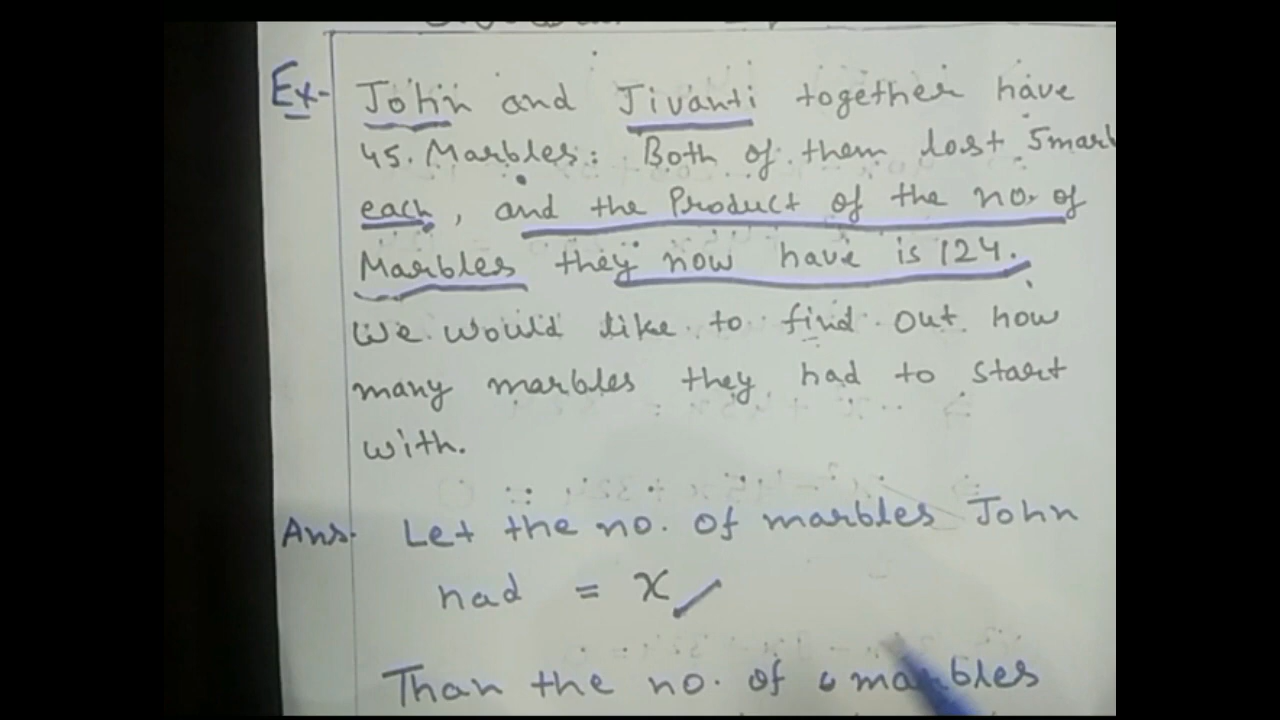 Ex- John and Jivanti together have
45. Marbles: Both of them lost 5 marb
each, and the Product of the no. of
Marbles they now have is 124.
We would like to find out how
many marbles they had to start
with.
Ans. Let the no. of marbles John
had = x
Than the no. of marbles